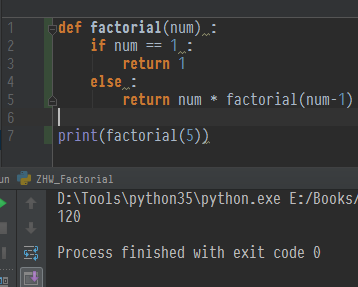 1 def factorial(num) :
2 if num == 1 :
3 return 1
4 else :
5 return num * factorial(num-1)
6
7 print(factorial(5))
un ZHW_Factorial
D:\Tools\python35\python.exe E:/Books/
120
Process finished with exit code 0